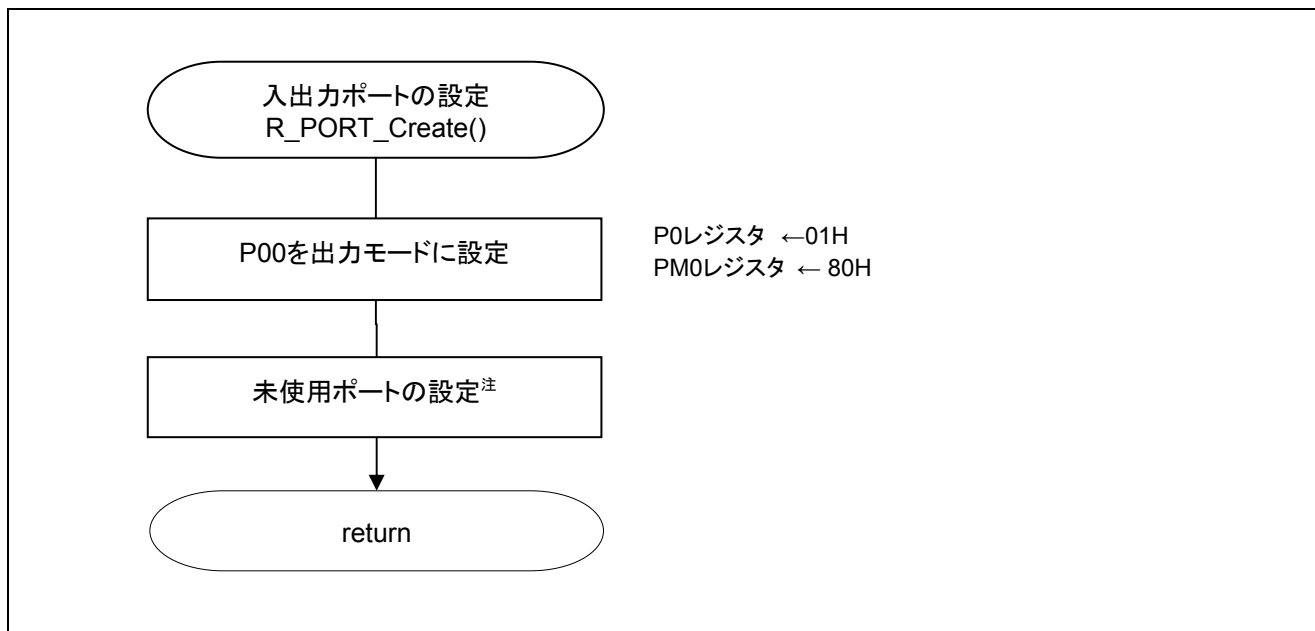 入出力ポートの設定
R_PORT_Create()
P00を出力モードに設定
P0レジスタ ←01H
PM0レジスタ ← 80H
未使用ポートの設定注
return